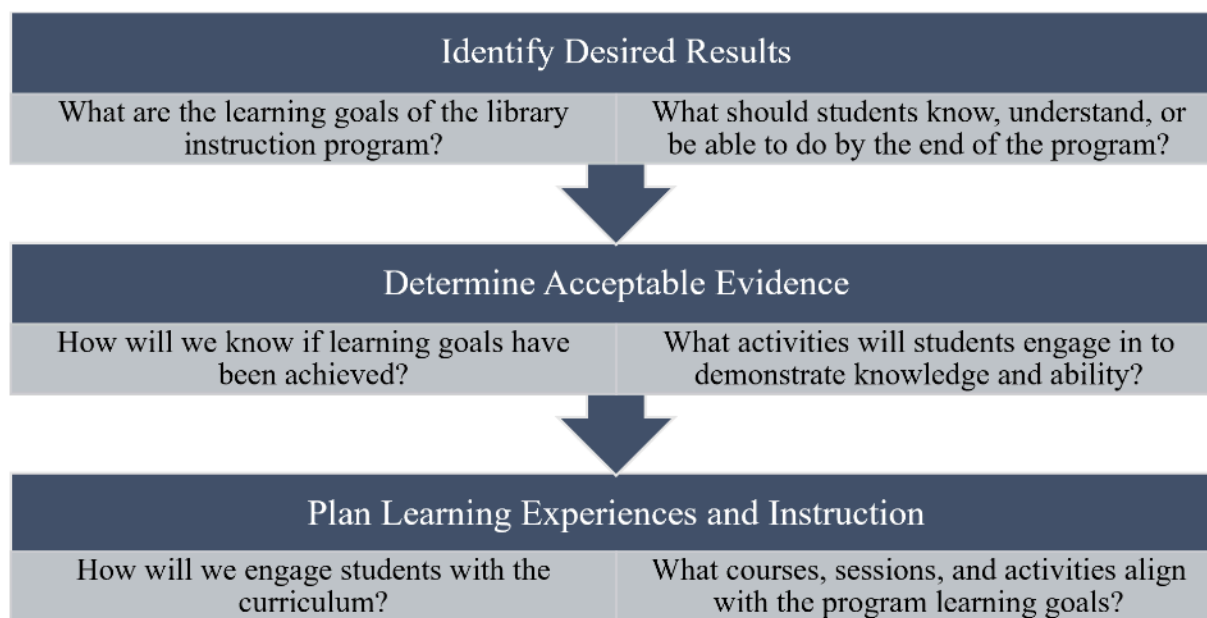 Identify Desired Results
What are the learning goals of the library
instruction program?
What should students know, understand, or
be able to do by the end of the program?
Determine Acceptable Evidence
How will we know if learning goals have
been achieved?
What activities will students engage in to
demonstrate knowledge and ability?
Plan Learning Experiences and Instruction
How will we engage students with the
curriculum?
What courses, sessions, and activities align
with the program learning goals?